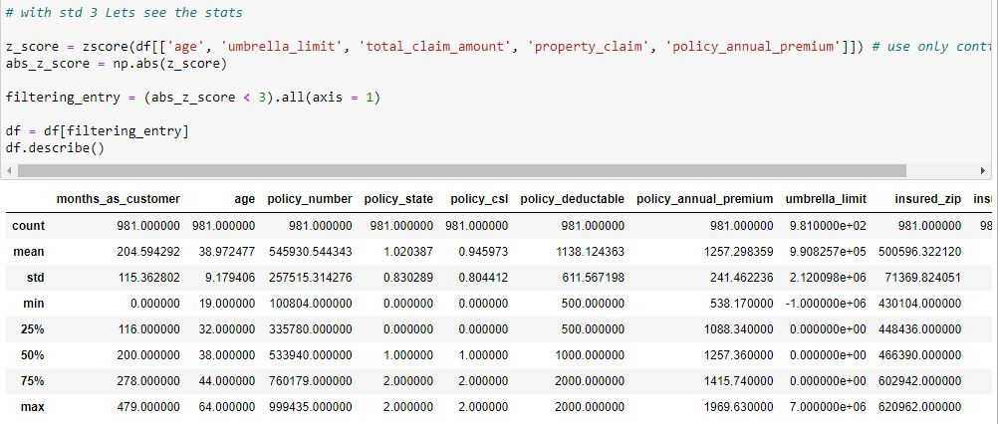 # with std 3 Lets see the stats
z_score = zscore(df[['age', 'umbrella_limit', 'total_claim_amount', 'property_claim', 'policy_annual_premium']]) # use only
abs_z_score = np.abs(z_score)
filtering_entry = (abs_z_score < 3).all(axis = 1)
df = df[filtering_entry]
df.describe()
months_as_customer age policy_number policy_state policy_csl policy_deductable policy_annual_premium umbrella_limit insured_zip
count 981.000000 981.000000 981.000000 981.000000 981.000000 981.000000 981.000000 9.810000e+02 981.000000
mean 204.594292 38.972477 545930.544343 1.020387 0.945973 1138.124363 1257.298359 9.908257e+05 500596.322120
std 115.362802 9.179406 257515.314276 0.830289 0.804412 611.567198 241.462236 2.120098e+06 71369.824051
min 0.000000 19.000000 100804.000000 0.000000 0.000000 500.000000 538.170000 -1.000000e+06 430104.000000
25% 116.000000 32.000000 335780.000000 0.000000 0.000000 500.000000 1088.340000 0.000000e+00 448436.000000
50% 200.000000 38.000000 533940.000000 1.000000 1.000000 1000.000000 1257.360000 0.000000e+00 466390.000000
75% 278.000000 44.000000 760179.000000 2.000000 2.000000 2000.000000 1415.740000 0.000000e+00 602942.000000
max 479.000000 64.000000 999435.000000 2.000000 2.000000 2000.000000 1969.630000 7.000000e+06 620962.000000